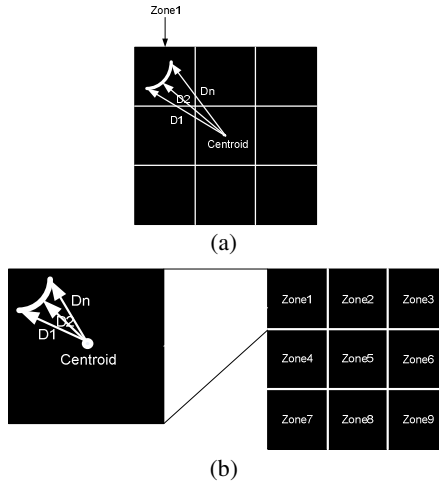 Zone1
Dn
D2
D1
Centroid
(a)
Dn
D2
D1
Centroid
Zone1 Zone2 Zone3
Zone4 Zone5 Zone6
Zone7 Zone8 Zone9
(b)